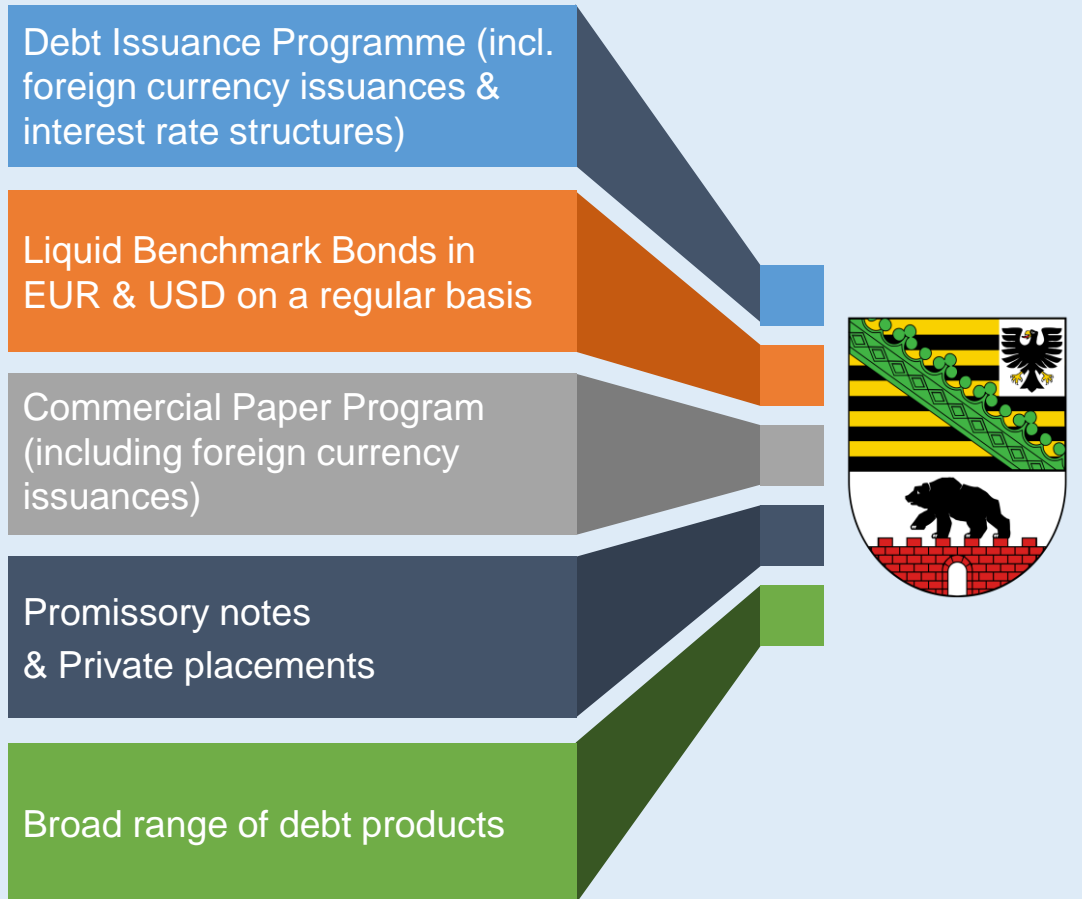 Debt Issuance Programme (incl.
foreign currency issuances &
interest rate structures)
Liquid Benchmark Bonds in
EUR & USD on a regular basis
Commercial Paper Program
(including foreign currency
issuances)
Promissory notes
& Private placements
Broad range of debt products